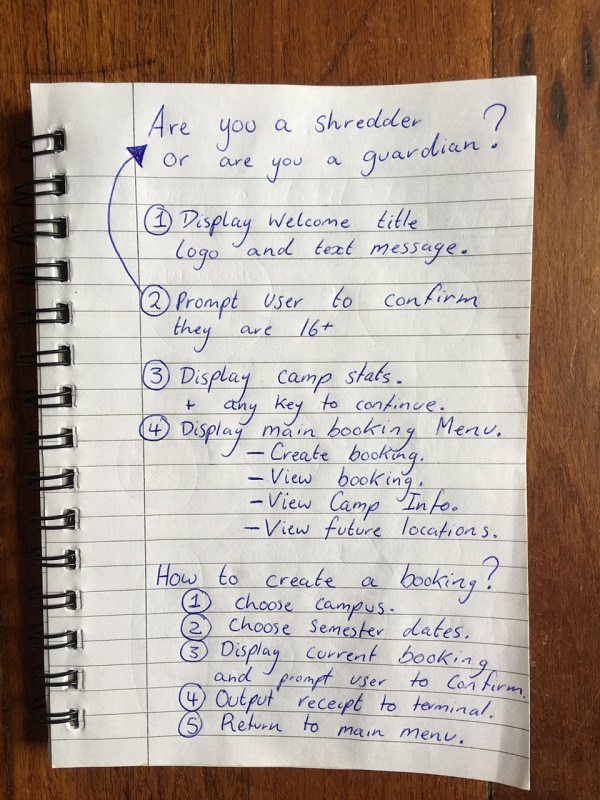 Are you a shredder
or are you a guardian?
① Display Welcome title
logo and text message.
② Prompt user to confirm
they are 16+
③ Display camp stats.
+ any key to continue.
④ Display main booking Menu.
— Create booking.
— View booking.
— View Camp Info.
— View future locations.
How to create a booking?
① Choose campus.
② Choose semester dates.
③ Display current booking
and prompt user to confirm.
④ Output receipt to terminal.
⑤ Return to main menu.